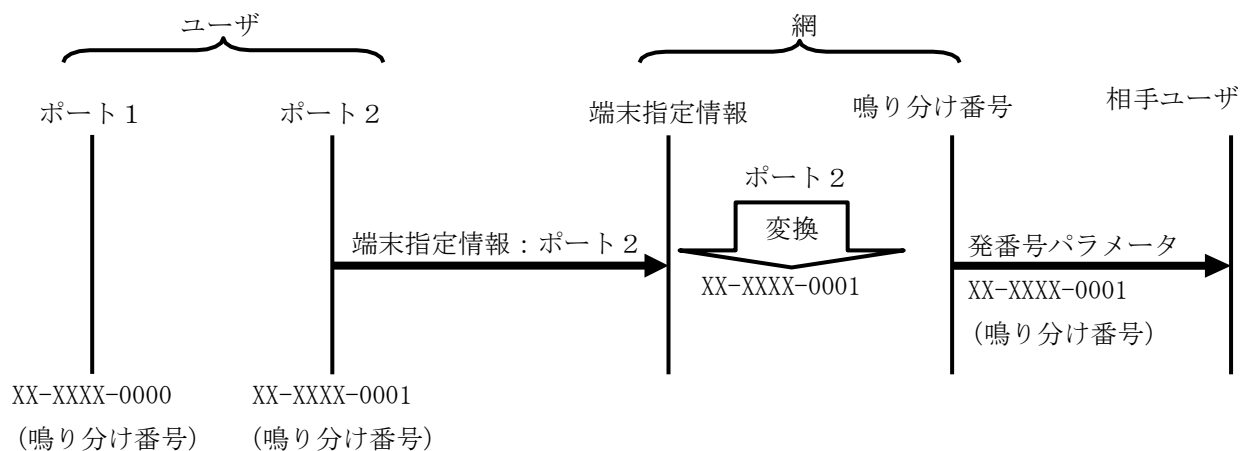 ユーザ
網
ポート1
ポート2
端末指定情報
鳴り分け番号
相手ユーザ
ポート2
変換
端末指定情報:ポート2
発番号パラメータ
XX-XXXX-0001
XX-XXXX-0001
(鳴り分け番号)
XX-XXXX-0000
XX-XXXX-0001
(鳴り分け番号)
(鳴り分け番号)